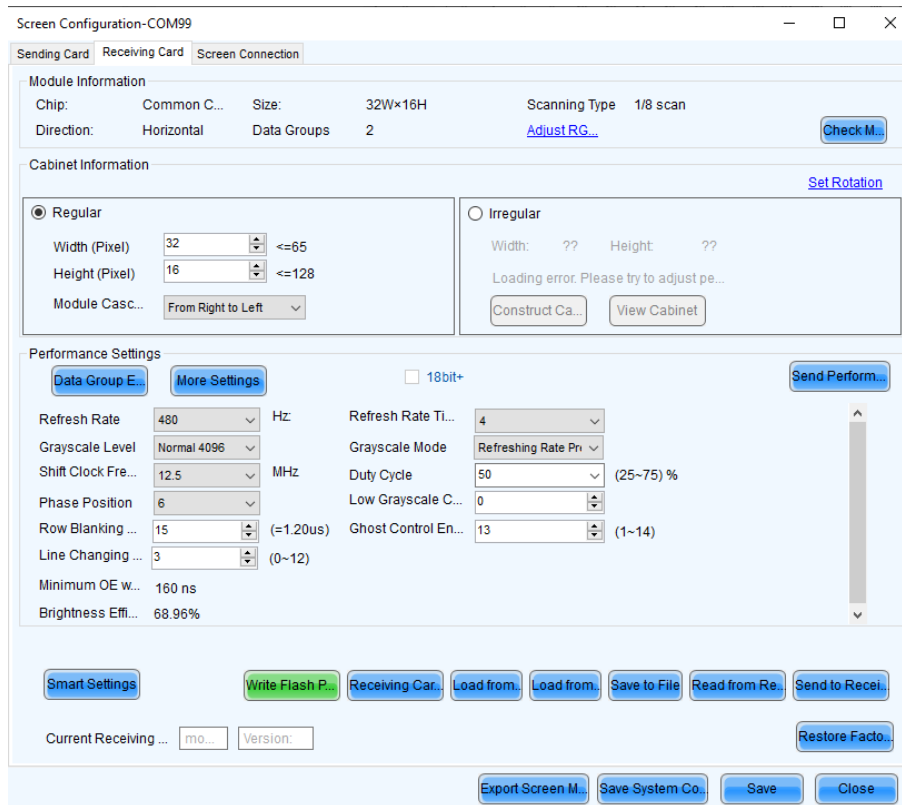 Screen Configuration-COM99
Sending Card Receiving Card Screen Connection
Module Information
Chip: Common C... Size: 32W×16H Scanning Type 1/8 scan
Direction: Horizontal Data Groups 2 Adjust RG... Check M...
Cabinet Information
Set Rotation
Regular Irregular
Width (Pixel) 32 <=65 Width: ?? Height: ??
Height (Pixel) 16 <=128 Loading error. Please try to adjust pe...
Module Casc... From Right to Left Construct Ca... View Cabinet
Performance Settings
Data Group E... More Settings 18bit+ Send Perform...
Refresh Rate 480 Hz: Refresh Rate Ti... 4
Grayscale Level Normal 4096 Grayscale Mode Refreshing Rate Pri
Shift Clock Fre... 12.5 MHz Duty Cycle 50 (25~75) %
Phase Position 6 Low Grayscale C... 0
Row Blanking ... 15 (=1.20us) Ghost Control En... 13 (1~14)
Line Changing ... 3 (0~12)
Minimum OE w... 160 ns
Brightness Effi... 68.96%
Smart Settings Write Flash P... Receiving Car... Load from... Load from... Save to File Read from Re... Send to Recei...
Current Receiving ... mo... Version: Restore Facto...
Export Screen M... Save System Co... Save Close